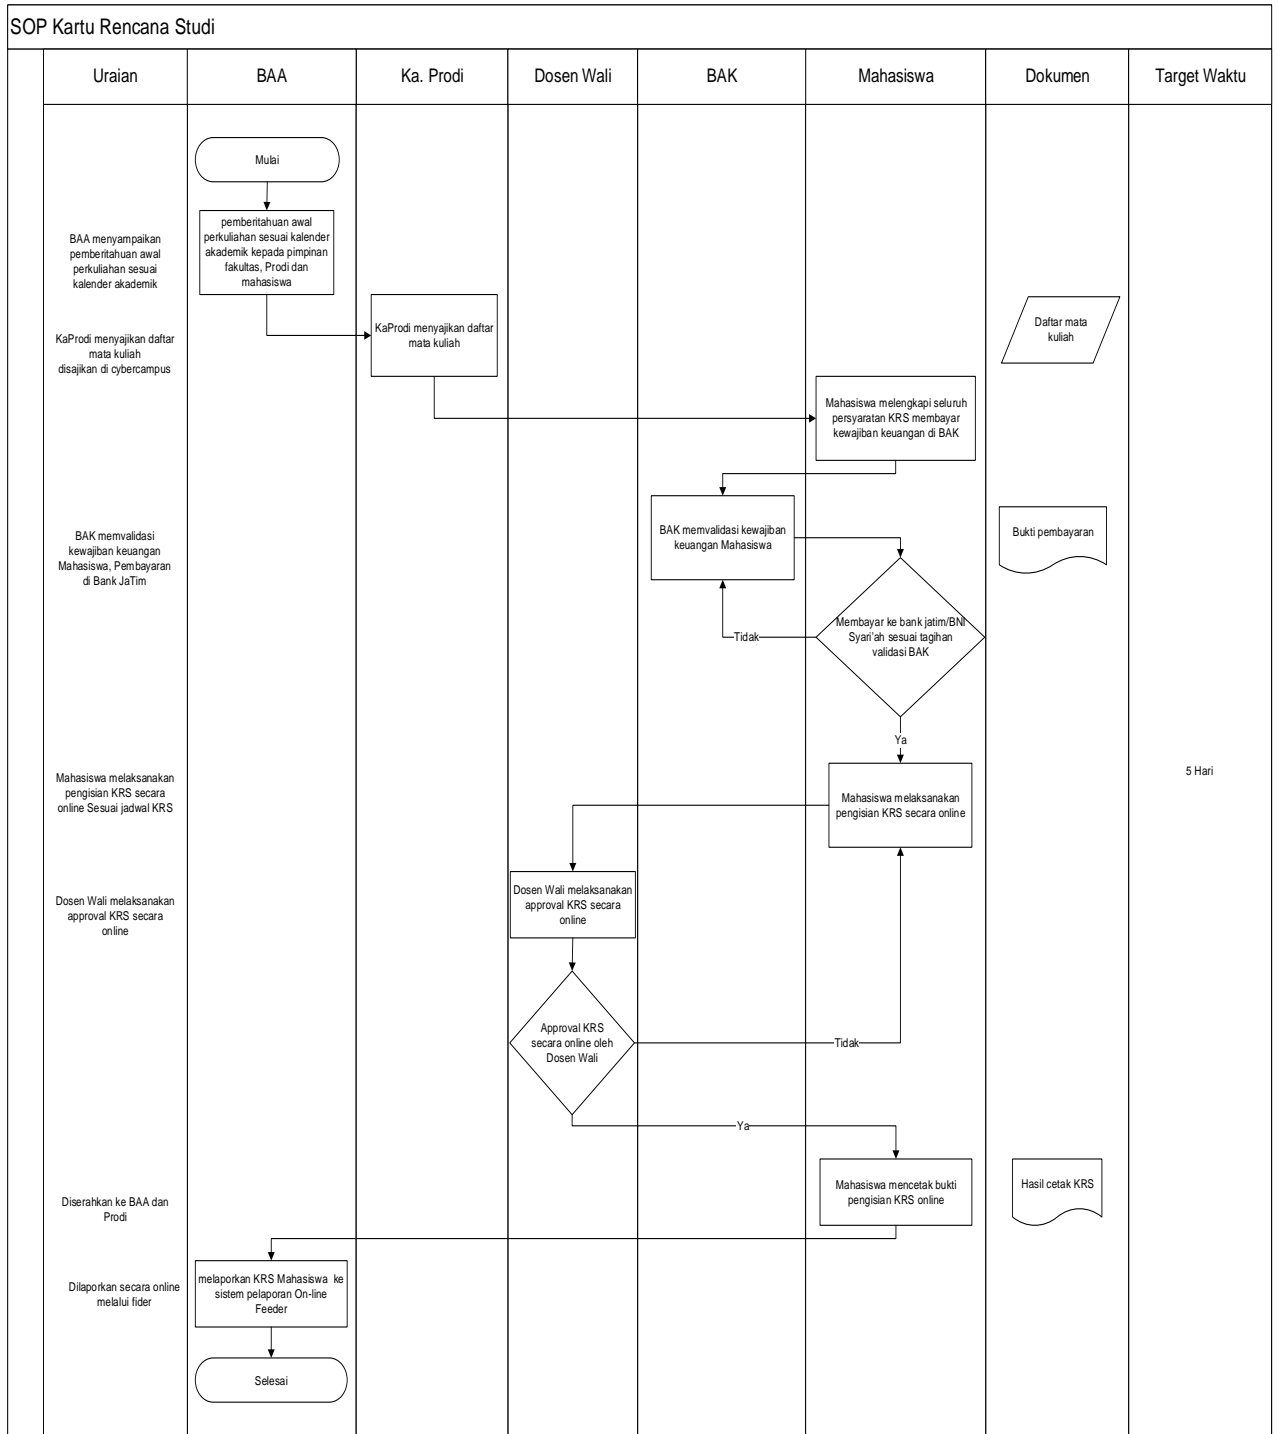 SOP Kartu Rencana Studi
Uraian
BAA
Ka. Prodi
Dosen Wali
BAK
Mahasiswa
Dokumen
Target Waktu
Mulai
BAA menyampaikan
pemberitahuan awal
perkuliahan sesuai
kalender akademik
pemberitahuan awal
perkuliahan sesuai kalender
akademik kepada pimpinan
fakultas, Prodi dan
mahasiswa
KaProdi menyajikan daftar
mata kuliah
disajikan di cybercampus
KaProdi menyajikan daftar
mata kuliah
Daftar mata
kuliah
Mahasiswa melengkapi seluruh
persyaratan KRS membayar
kewajiban keuangan di BAK
BAK memvalidasi
kewajiban keuangan
Mahasiswa, Pembayaran
di Bank JaTim
BAK memvalidasi kewajiban
keuangan Mahasiswa
Bukti pembayaran
Membayar ke bank jatim/BNI
Syari'ah sesuai tagihan
validasi BAK
Tidak
Ya
Mahasiswa melaksanakan
pengisian KRS secara
online Sesuai jadwal KRS
Mahasiswa melaksanakan
pengisian KRS secara online
5 Hari
Dosen Wali melaksanakan
approval KRS secara
online
Dosen Wali melaksanakan
approval KRS secara
online
Approval KRS
secara online oleh
Dosen Wali
Tidak
Ya
Diserahkan ke BAA dan
Prodi
Mahasiswa mencetak bukti
pengisian KRS online
Hasil cetak KRS
Dilaporkan secara online
melalui fider
melaporkan KRS Mahasiswa ke
sistem pelaporan On-line
Feeder
Selesai